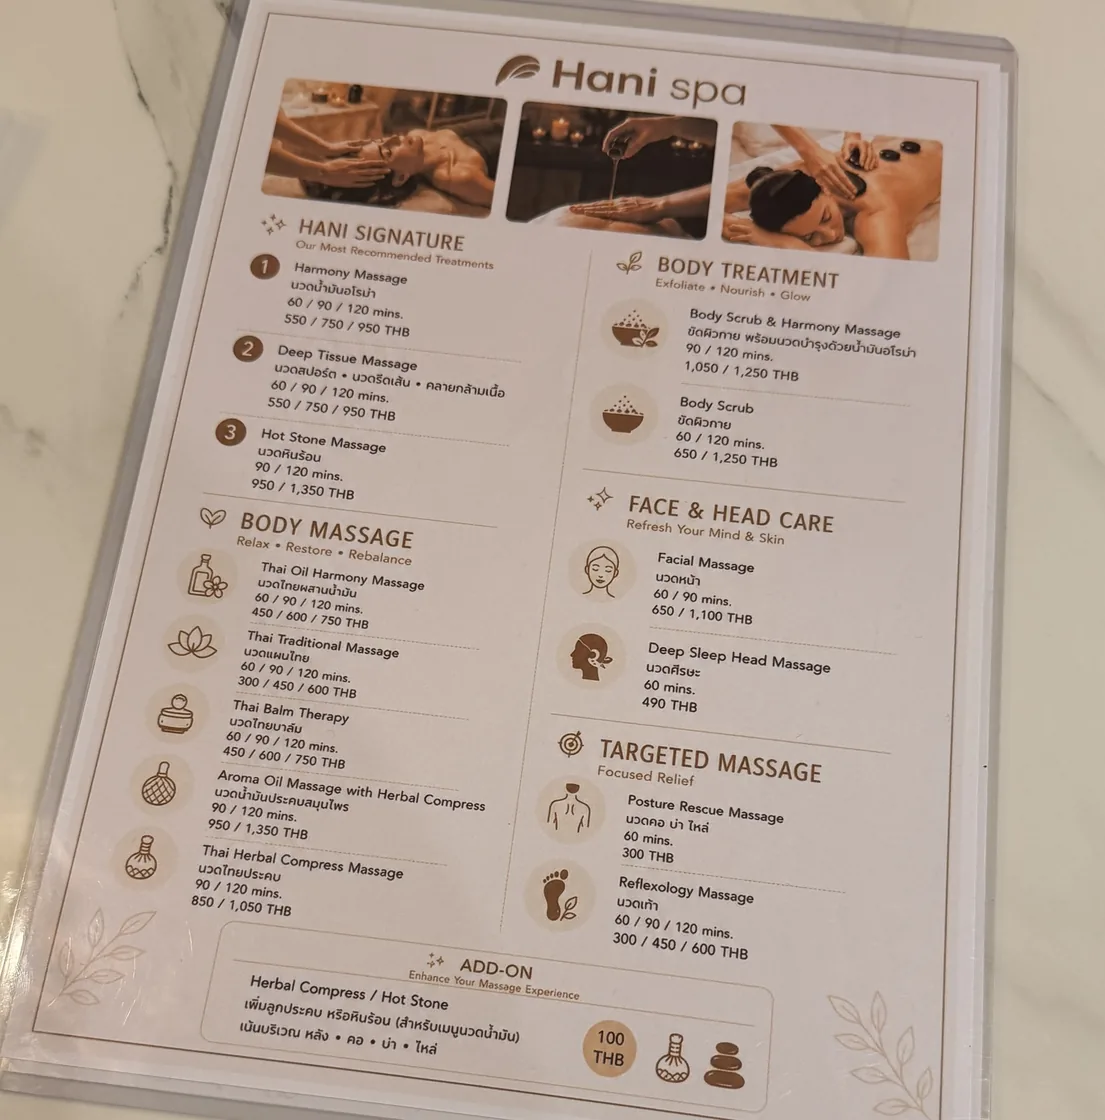 Hani spa
HANI SIGNATURE
Our Most Recommended Treatments
1
Harmony Massage
นวดน้ำมันอโรม่า
60 / 90 / 120 mins.
550 / 750 / 950 THB
2
Deep Tissue Massage
นวดสปอร์ต • นวดรีดเส้น • คลายกล้ามเนื้อ
60 / 90 / 120 mins.
550 / 750 / 950 THB
3
Hot Stone Massage
นวดหินร้อน
90 / 120 mins.
950 / 1,350 THB
BODY MASSAGE
Relax • Restore • Rebalance
Thai Oil Harmony Massage
นวดไทยผสานน้ำมัน
60 / 90 / 120 mins.
450 / 600 / 750 THB
Thai Traditional Massage
นวดแผนไทย
60 / 90 / 120 mins.
300 / 450 / 600 THB
Thai Balm Therapy
นวดไทยบาล์ม
60 / 90 / 120 mins.
450 / 600 / 750 THB
Aroma Oil Massage with Herbal Compress
นวดน้ำมันประคบสมุนไพร
90 / 120 mins.
950 / 1,350 THB
Thai Herbal Compress Massage
นวดไทยประคบ
90 / 120 mins.
850 / 1,050 THB
BODY TREATMENT
Exfoliate • Nourish • Glow
Body Scrub & Harmony Massage
ขัดผิวกาย พร้อมนวดบำรุงด้วยน้ำมันอโรม่า
90 / 120 mins.
1,050 / 1,250 THB
Body Scrub
ขัดผิวกาย
60 / 120 mins.
650 / 1,250 THB
FACE & HEAD CARE
Refresh Your Mind & Skin
Facial Massage
นวดหน้า
60 / 90 mins.
650 / 1,100 THB
Deep Sleep Head Massage
นวดศีรษะ
60 mins.
490 THB
TARGETED MASSAGE
Focused Relief
Posture Rescue Massage
นวดคอ บ่า ไหล่
60 mins.
300 THB
Reflexology Massage
นวดเท้า
60 / 90 / 120 mins.
300 / 450 / 600 THB
ADD-ON
Enhance Your Massage Experience
Herbal Compress / Hot Stone
เพิ่มลูกประคบ หรือหินร้อน (สำหรับเมนูนวดน้ำมัน)
เน้นบริเวณ หลัง • คอ • บ่า • ไหล่
100
THB